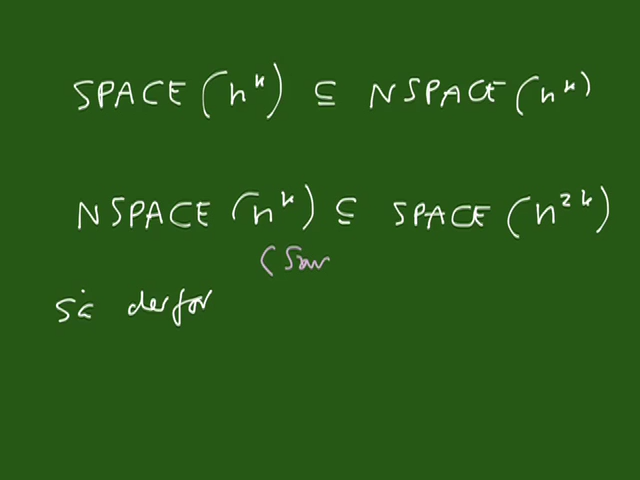 SPACE(n^k) ⊆ NSPACE(n^k)
NSPACE(n^k) ⊆ SPACE(n^2k)
(Sav
så derfor